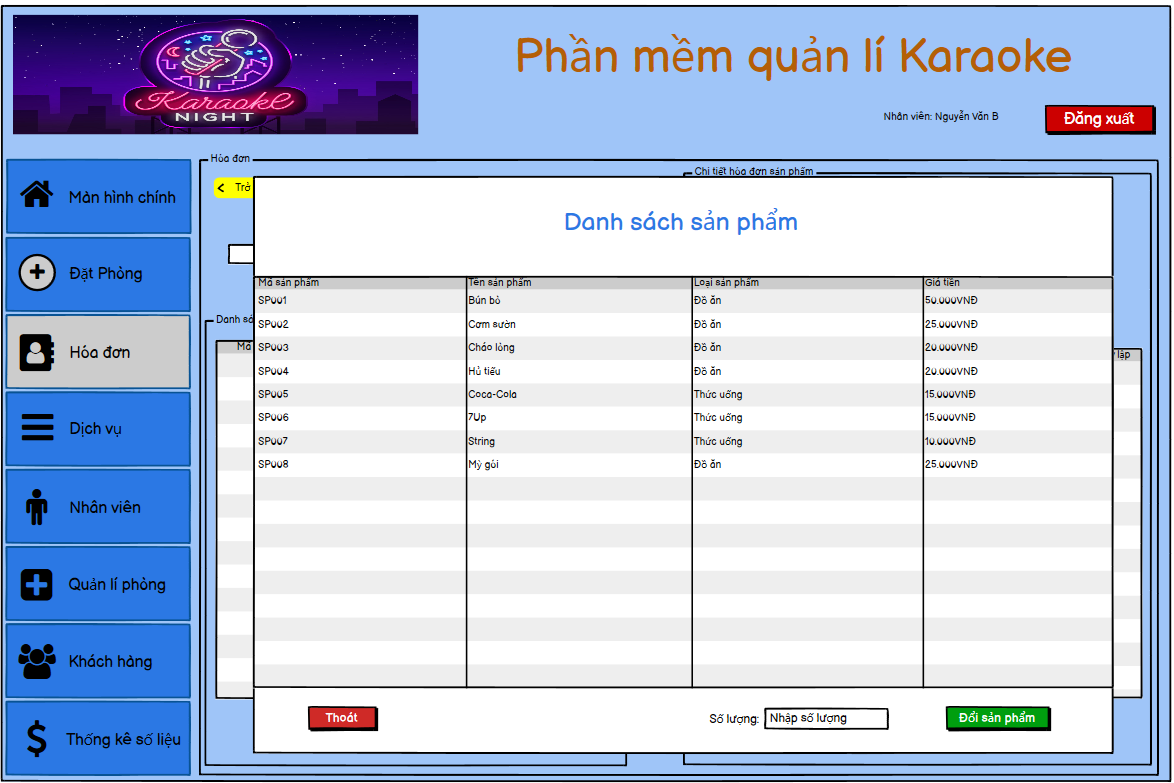 Karaoke
NIGHT
Phần mềm quản lí Karaoke
Nhân viên: Nguyễn Văn B
Đăng xuất
Màn hình chính
Đặt Phòng
Hóa đơn
Dịch vụ
Nhân viên
Quản lí phòng
Khách hàng
Thống kê số liệu
Hóa đơn
< Trở
Chi tiết hóa đơn sản phẩm
Danh sá
Mã
lập
Danh sách sản phẩm
Mã sản phẩm Tên sản phẩm Loại sản phẩm Giá tiền
SP001 Bún bò Đồ ăn 50.000VNĐ
SP002 Cơm sườn Đồ ăn 25.000VNĐ
SP003 Cháo lòng Đồ ăn 20.000VNĐ
SP004 Hủ tiếu Đồ ăn 20.000VNĐ
SP005 Coca-Cola Thức uống 15.000VNĐ
SP006 7Up Thức uống 15.000VNĐ
SP007 String Thức uống 10.000VNĐ
SP008 Mỳ gói Đồ ăn 25.000VNĐ
Thoát
Số lượng: Nhập số lượng
Đổi sản phẩm